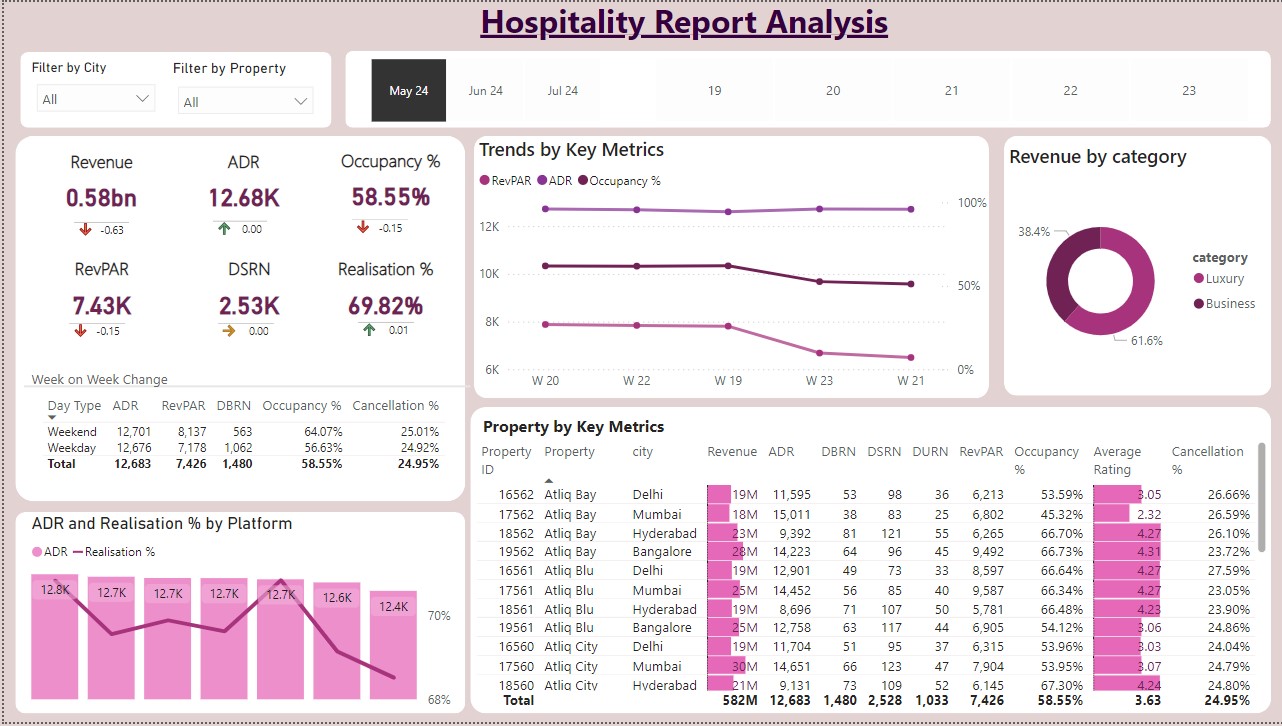 Hospitality Report Analysis
Filter by City
Filter by Property
All
All
May 24
Jun 24
Jul 24
19
20
21
22
23
Revenue
ADR
Occupancy %
0.58bn
12.68K
58.55%
-0.63
0.00
-0.15
RevPAR
DSRN
Realisation %
7.43K
2.53K
69.82%
-0.15
0.00
0.01
Week on Week Change
Day Type ADR RevPAR DBRN Occupancy % Cancellation %
Weekend 12,701 8,137 563 64.07% 25.01%
Weekday 12,676 7,178 1,062 56.63% 24.92%
Total 12,683 7,426 1,480 58.55% 24.95%
ADR and Realisation % by Platform
ADR Realisation %
12.8K 12.7K 12.7K 12.7K 12.7K 12.6K 12.4K
70%
68%
Trends by Key Metrics
RevPAR ADR Occupancy %
12K
10K
8K
6K
100%
50%
0%
W 20 W 22 W 19 W 23 W 21
Revenue by category
38.4%
61.6%
category
Luxury
Business
Property by Key Metrics
Property ID Property city Revenue ADR DBRN DSRN DURN RevPAR Occupancy % Average Rating Cancellation %
16562 Atliq Bay Delhi 19M 11,595 53 98 36 6,213 53.59% 3.05 26.66%
17562 Atliq Bay Mumbai 18M 15,011 38 83 25 6,802 45.32% 2.32 26.59%
18562 Atliq Bay Hyderabad 23M 9,392 81 121 55 6,265 66.70% 4.27 26.10%
19562 Atliq Bay Bangalore 28M 14,223 64 96 45 9,492 66.73% 4.31 23.72%
16561 Atliq Blu Delhi 19M 12,901 49 73 33 8,597 66.64% 4.27 27.59%
17561 Atliq Blu Mumbai 25M 14,452 56 85 40 9,587 66.34% 4.27 23.05%
18561 Atliq Blu Hyderabad 19M 8,696 71 107 50 5,781 66.48% 4.23 23.90%
19561 Atliq Blu Bangalore 25M 12,758 63 117 44 6,905 54.12% 3.06 24.86%
16560 Atliq City Delhi 19M 11,704 51 95 37 6,315 53.96% 3.03 24.04%
17560 Atliq City Mumbai 30M 14,651 66 123 47 7,904 53.95% 3.07 24.79%
18560 Atliq City Hyderabad 21M 9,131 73 109 52 6,145 67.30% 4.24 24.80%
Total 582M 12,683 1,480 2,528 1,033 7,426 58.55% 3.63 24.95%